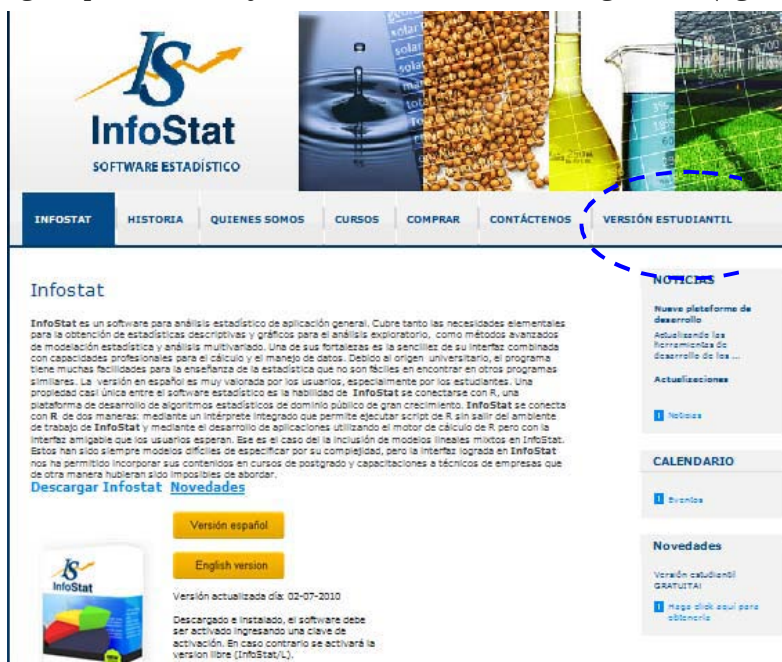 InfoStat
SOFTWARE ESTADÍSTICO
INFOSTAT
HISTORIA
QUIENES SOMOS
CURSOS
COMPRAR
CONTÁCTENOS
VERSIÓN ESTUDIANTIL
Infostat
InfoStat es un software para análisis estadístico de aplicación general. Cubre tanto las necesidades elementales
para la obtención de estadísticas descriptivas y gráficos para el análisis exploratorio, como métodos avanzados
de modelación estadística y análisis multivariado. Una de sus fortalezas es la sencillez de su interfaz combinada
con capacidades profesionales para el cálculo y el manejo de datos. Debido al origen universitario, el programa
tiene muchas facilidades para la enseñanza de la estadística que no son fáciles en encontrar en otros programas
similares. La versión en español es muy valorada por los usuarios, especialmente por los estudiantes. Una
propiedad casi única entre el software estadístico es la habilidad de InfoStat de conectarse con R, una
plataforma de desarrollo de algoritmos estadísticos de dominio público de gran crecimiento. InfoStat se conecta
con R de dos maneras: mediante un intérprete integrado que permite ejecutar script de R sin salir del ambiente
de trabajo de InfoStat y mediante el desarrollo de aplicaciones utilizando el motor de cálculo de R pero con la
interfaz amigable que los usuarios esperan. Ese es el caso del la inclusión de modelos lineales mixtos en InfoStat.
Estos han sido siempre modelos difíciles de especificar por su complejidad, pero la interfaz lograda en InfoStat
nos ha permitido incorporar sus contenidos en cursos de postgrado y capacitaciones a técnicos de empresas que
de otra manera hubieran sido imposibles de abordar.
Descargar Infostat Novedades
Versión español
English version
Versión actualizada día: 02-07-2010
Descargado e instalado, el software debe
ser activado ingresando una clave de
activación. En caso contrario se activará la
version libre (InfoStat/L).
InfoStat
NOTICIAS
Nueva plataforma de
desarrollo
Actualizando las
herramientas de
desarrollo de los ...
Actualizaciones
Noticias
CALENDARIO
Eventos
Novedades
Versión estudiantil
GRATUITA!
Haga click aquí para
obtenerla